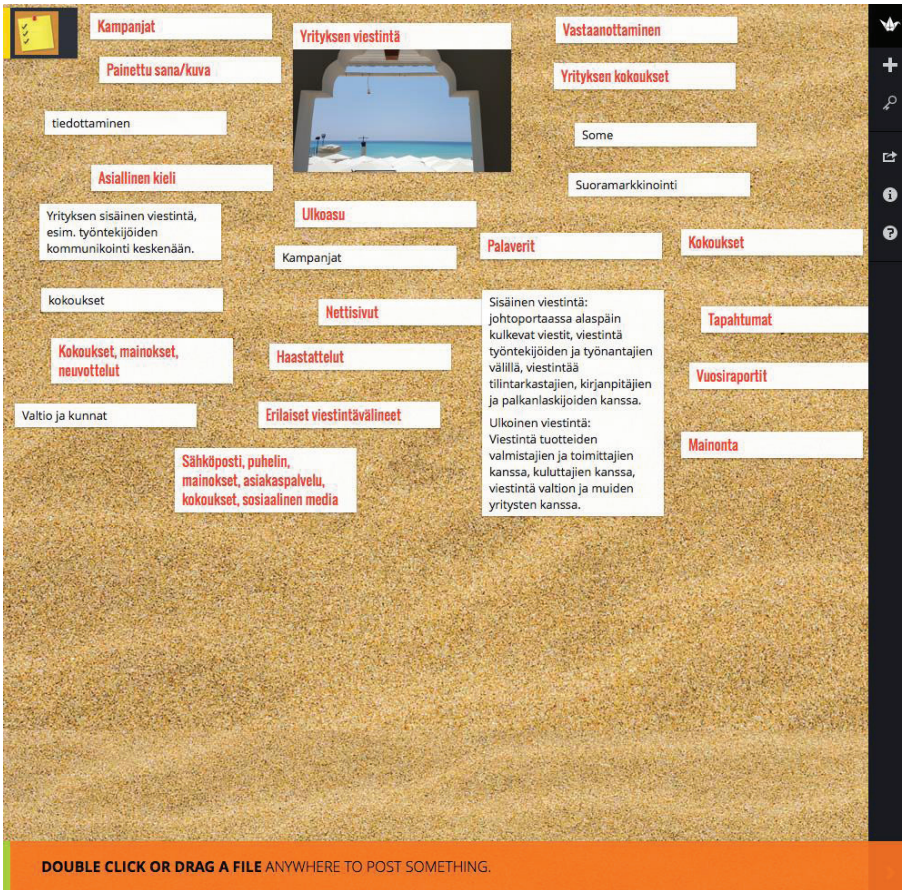 Kampanjat
Painettu sana/kuva
tiedottaminen
Asiallinen kieli
Yrityksen sisäinen viestintä,
esim. työntekijöiden
kommunikointi keskenään.
kokoukset
Kokoukset, mainokset,
neuvottelut
Valtio ja kunnat
Sähköposti, puhelin,
mainokset, asiakaspalvelu,
kokoukset, sosiaalinen media
Yrityksen viestintä
Ulkoasu
Kampanjat
Nettisivut
Haastattelut
Erilaiset viestintävälineet
Vastaanottaminen
Yrityksen kokoukset
Some
Suoramarkkinointi
Palaverit
Sisäinen viestintä:
johtoportaassa alaspäin
kulkevat viestit, viestintä
työntekijöiden ja työnantajien
välillä, viestintää
tilintarkastajien, kirjanpitäjien
ja palkanlaskijoiden kanssa.
Ulkoinen viestintä:
Viestintä tuotteiden
valmistajien ja toimittajien
kanssa, kuluttajien kanssa,
viestintä valtion ja muiden
yritysten kanssa.
Kokoukset
Tapahtumat
Vuosiraportit
Mainonta
DOUBLE CLICK OR DRAG A FILE ANYWHERE TO POST SOMETHING.